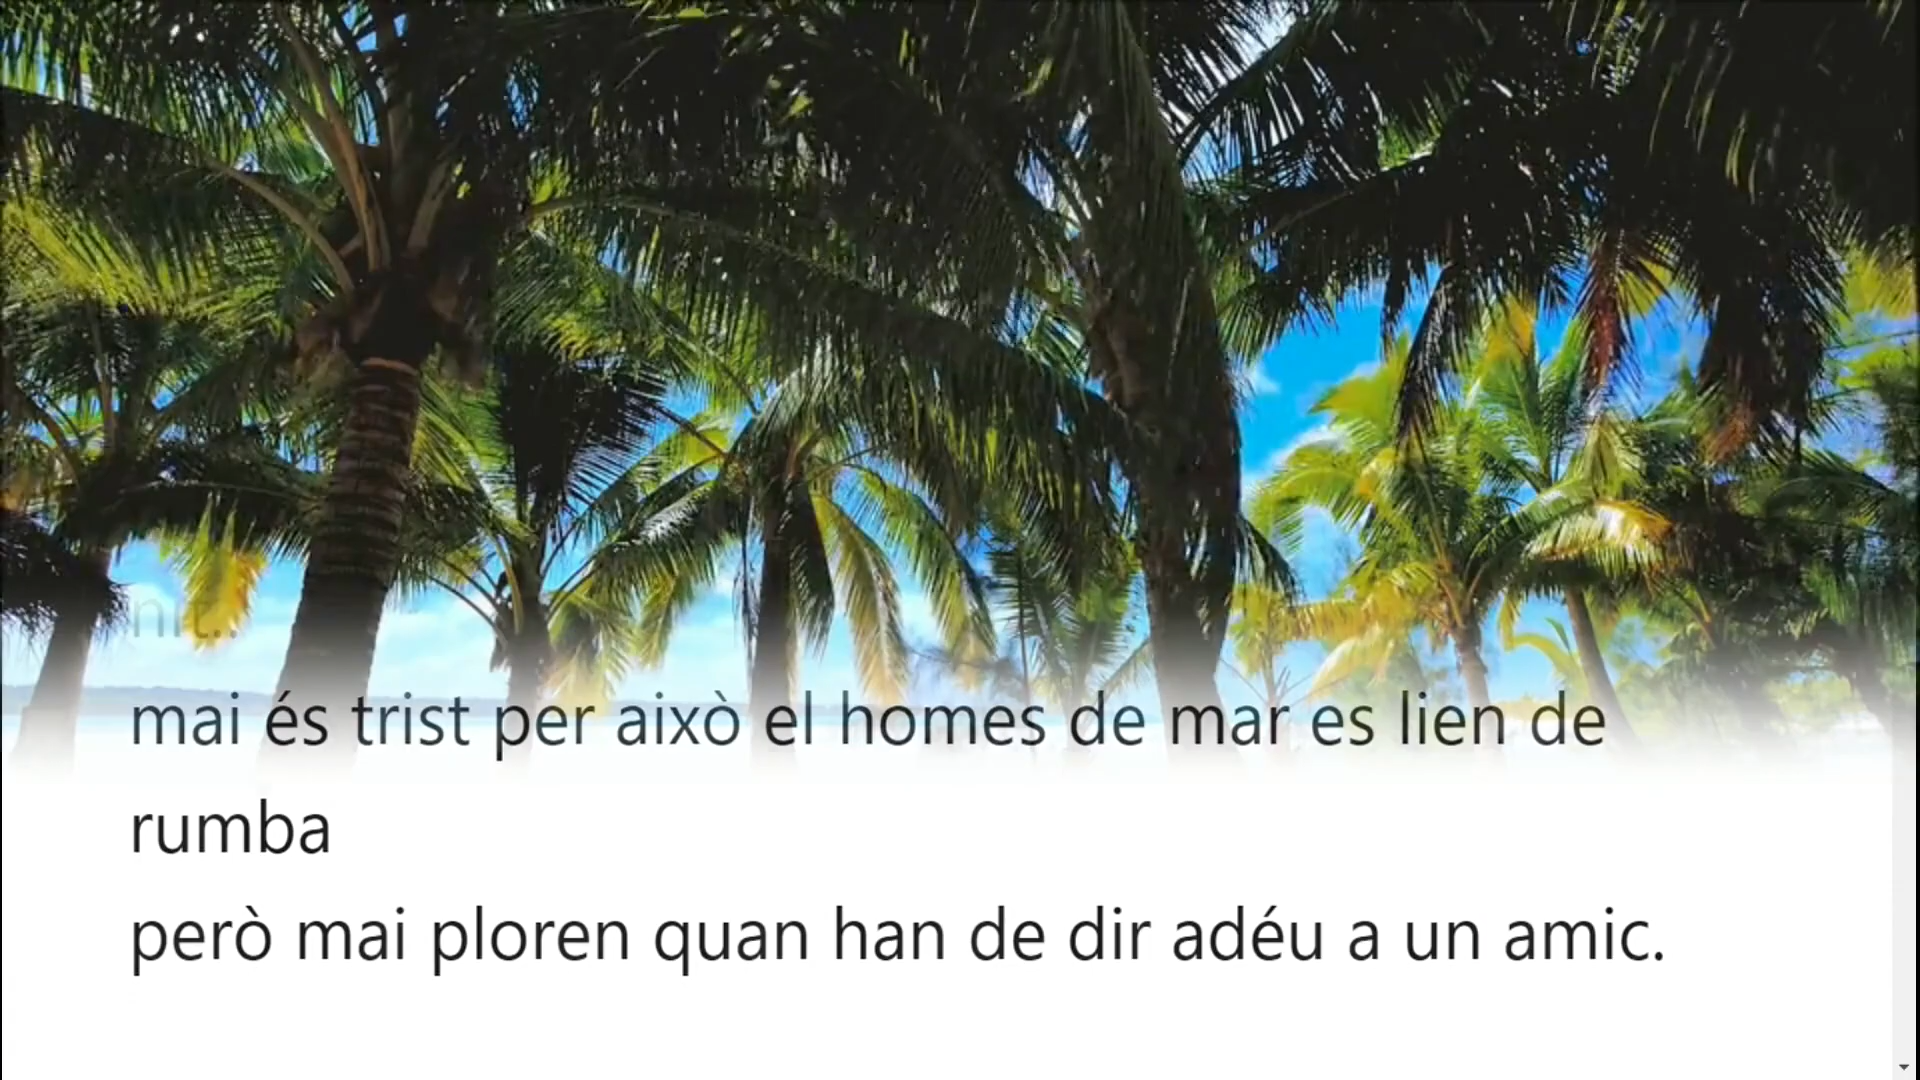 nit..
mai és trist per això el homes de mar es lien de
rumba
però mai ploren quan han de dir adéu a un amic.